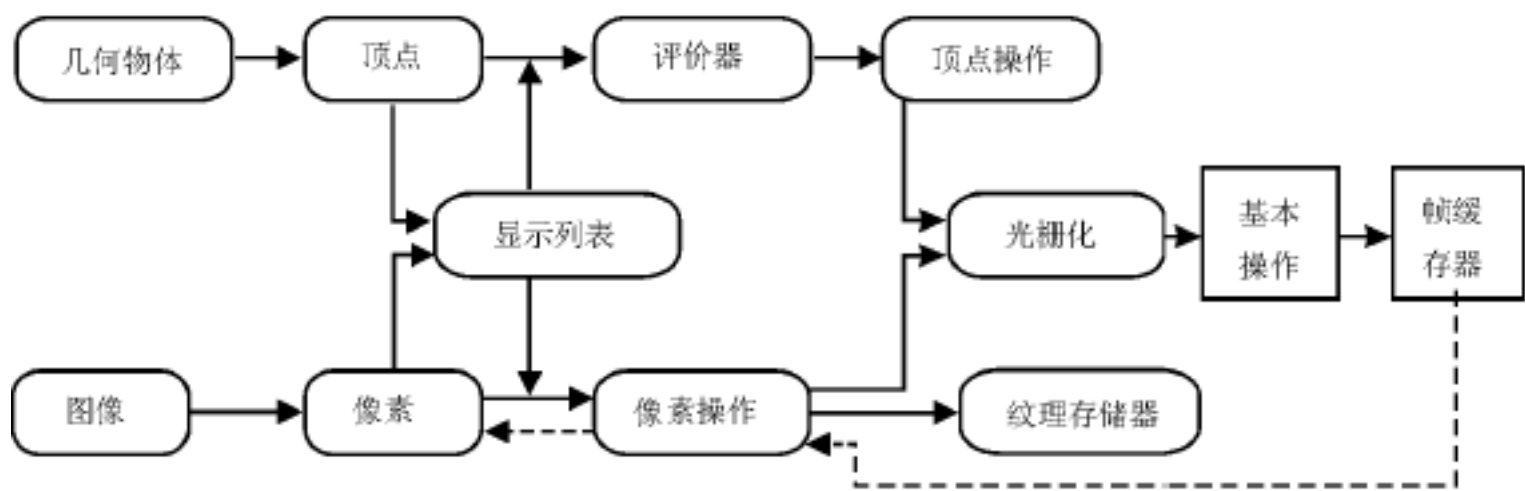 几何物体
顶点
评价器
顶点操作
显示列表
光栅化
基本
操作
帧缓
存器
图像
像素
像素操作
纹理存储器